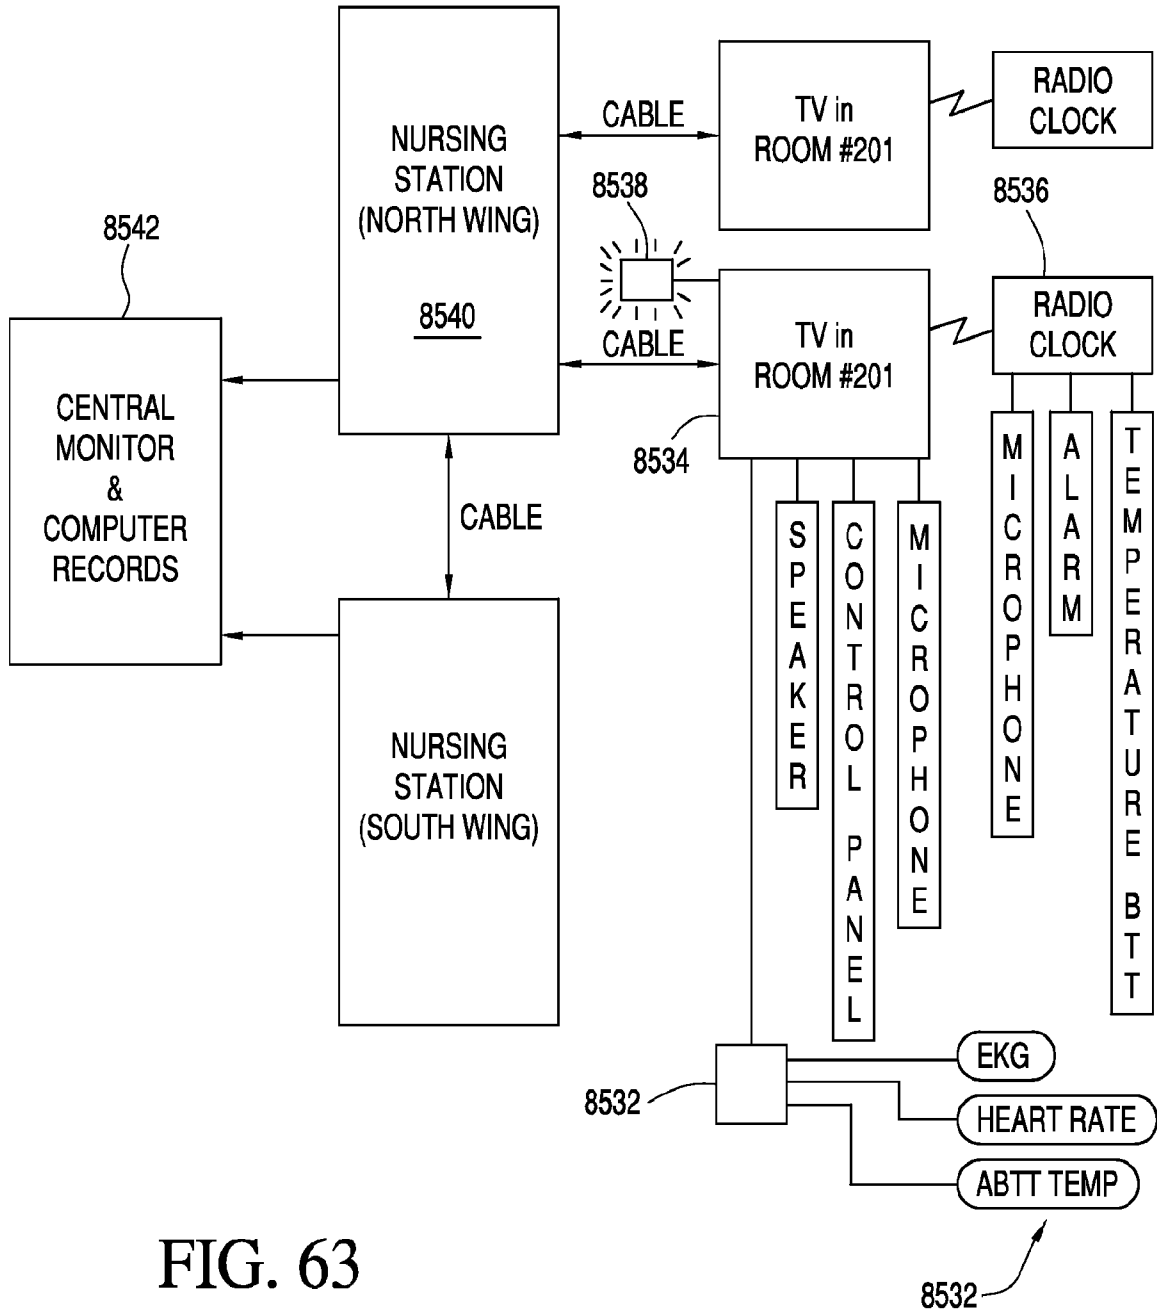 NURSING
STATION
(NORTH WING)
8540
CABLE
TV in
ROOM #201
RADIO
CLOCK
8538
8536
8542
CABLE
TV in
ROOM #201
RADIO
CLOCK
8534
CENTRAL
MONITOR
&
COMPUTER
RECORDS
CABLE
NURSING
STATION
(SOUTH WING)
SPEAKER
CONTROL PANEL
MICROPHONE
MICROPHONE
ALARM
TEMPERATURE BTT
8532
EKG
HEART RATE
ABTT TEMP
8532
FIG. 63